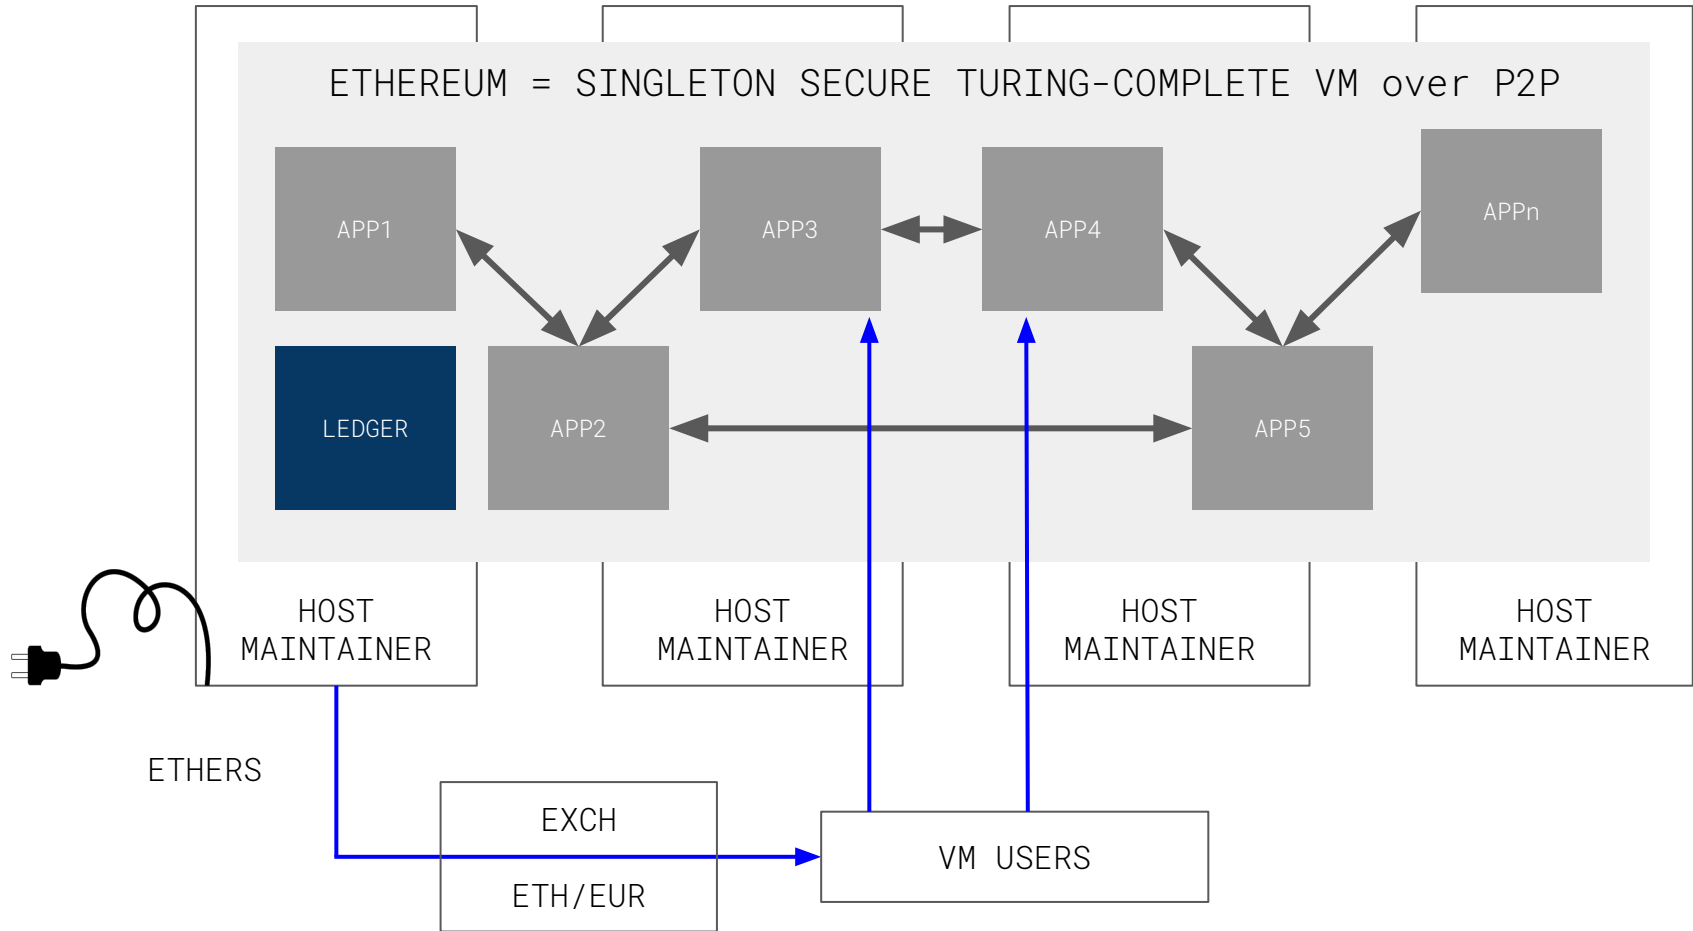 ETHEREUM = SINGLETON SECURE TURING-COMPLETE VM over P2P
APP1
APP3
APP4
APPn
LEDGER
APP2
APP5
HOST
MAINTAINER
HOST
MAINTAINER
HOST
MAINTAINER
HOST
MAINTAINER
ETHERS
EXCH
ETH/EUR
VM USERS